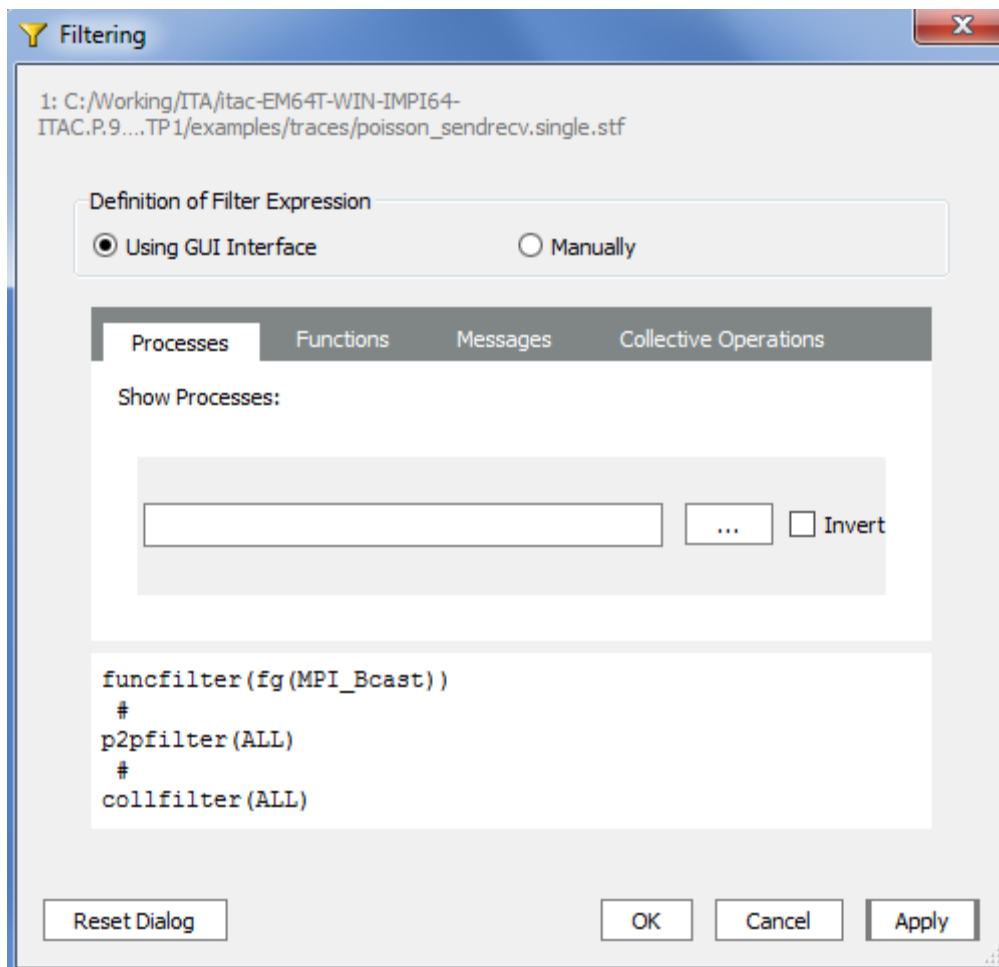 Filtering
1: C:/Working/ITA/itac-EM64T-WIN-IMPI64-
ITAC.P.9....TP1/examples/traces/poisson_sendrecv.single.stf
Definition of Filter Expression
Using GUI Interface Manually
Processes Functions Messages Collective Operations
Show Processes:
... Invert
funcfilter(fg(MPI_Bcast))
#
p2pfilter(ALL)
#
collfilter(ALL)
Reset Dialog OK Cancel Apply